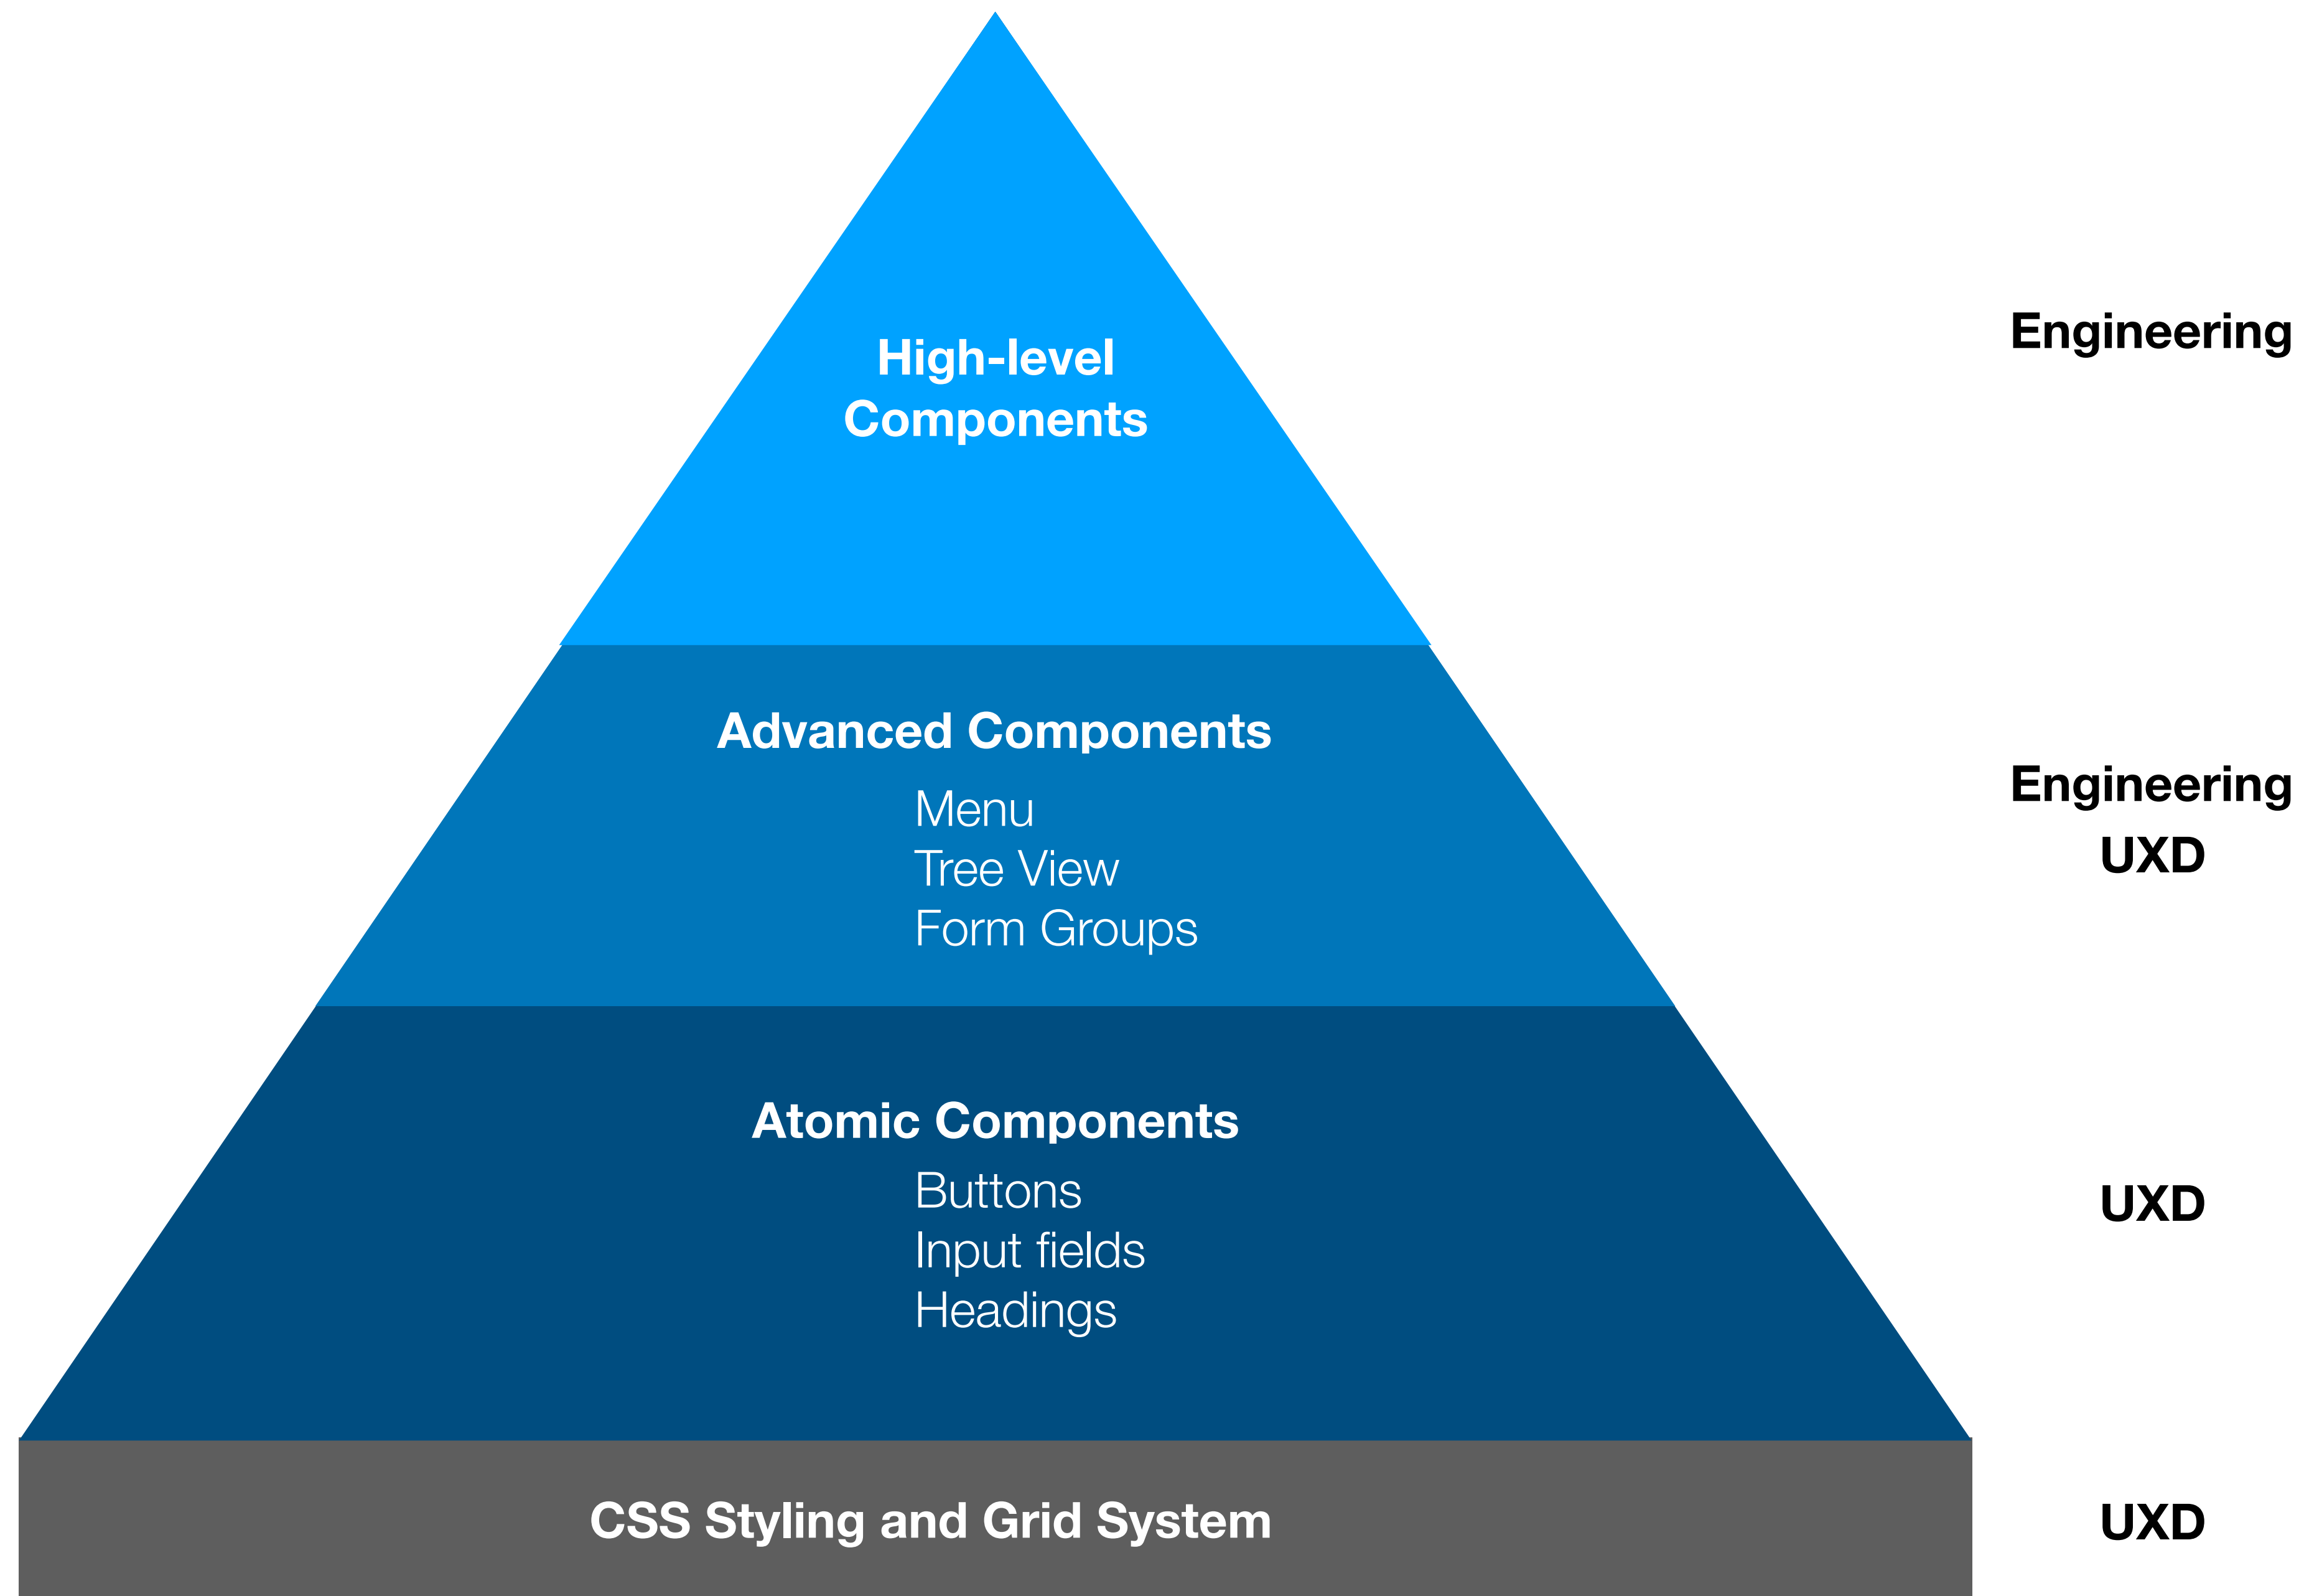 High-level
Components
Engineering
Advanced Components
Menu
Tree View
Form Groups
Engineering
UXD
Atomic Components
Buttons
Input fields
Headings
UXD
CSS Styling and Grid System
UXD